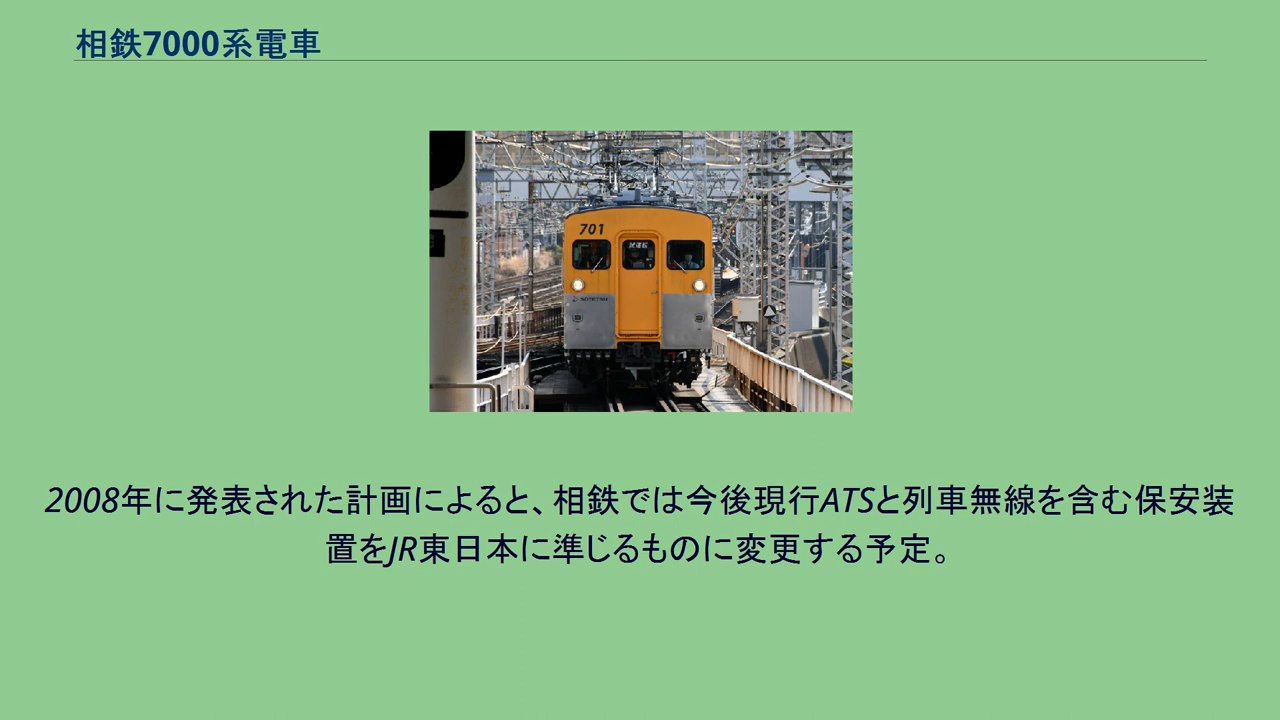 相鉄7000系電車
701
試運転
SOTETSU
2008年に発表された計画によると、相鉄では今後現行ATSと列車無線を含む保安装
置をJR東日本に準じるものに変更する予定。